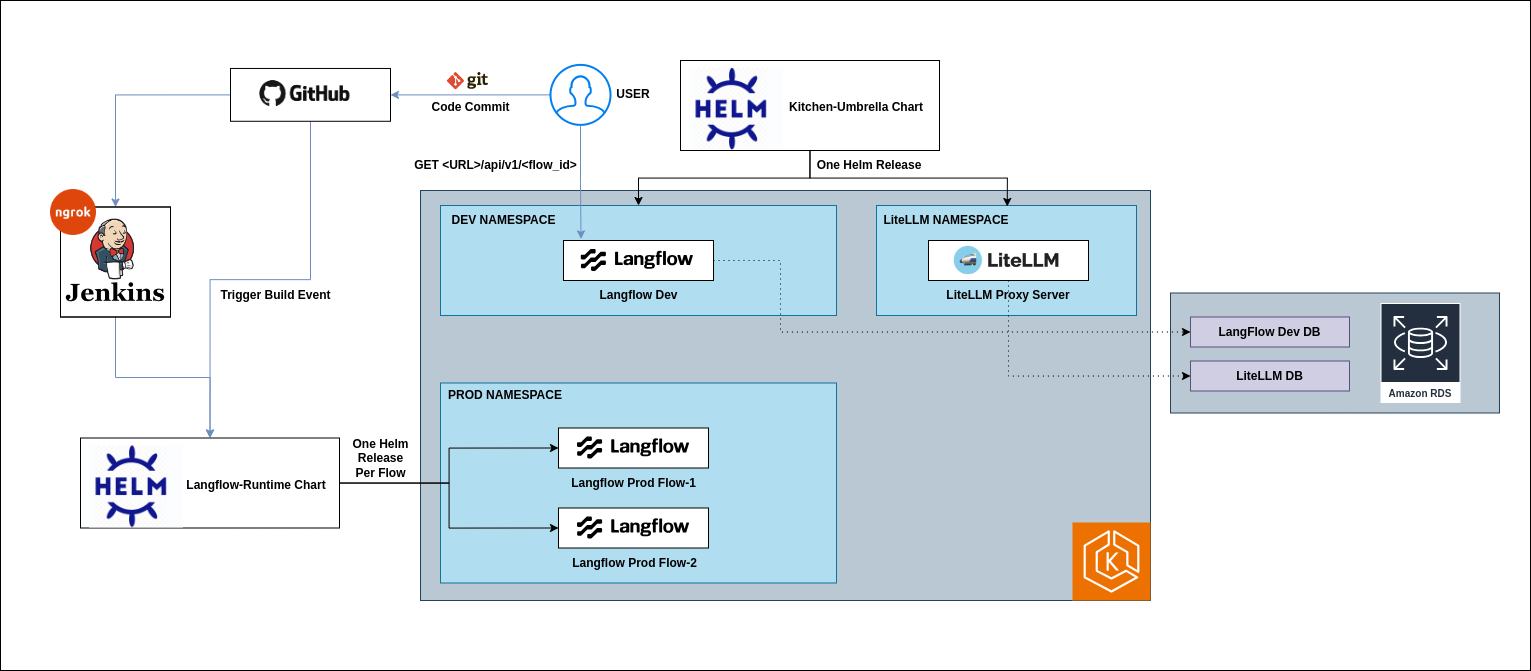 GitHub
git
Code Commit
USER
HELM
Kitchen-Umbrella Chart
GET <URL>/api/v1/<flow_id>
One Helm Release
ngrok
Jenkins
Trigger Build Event
DEV NAMESPACE
Langflow
Langflow Dev
LiteLLM NAMESPACE
LiteLLM
LiteLLM Proxy Server
LangFlow Dev DB
LiteLLM DB
Amazon RDS
HELM
Langflow-Runtime Chart
One Helm
Release
Per Flow
PROD NAMESPACE
Langflow
Langflow Prod Flow-1
Langflow
Langflow Prod Flow-2
K